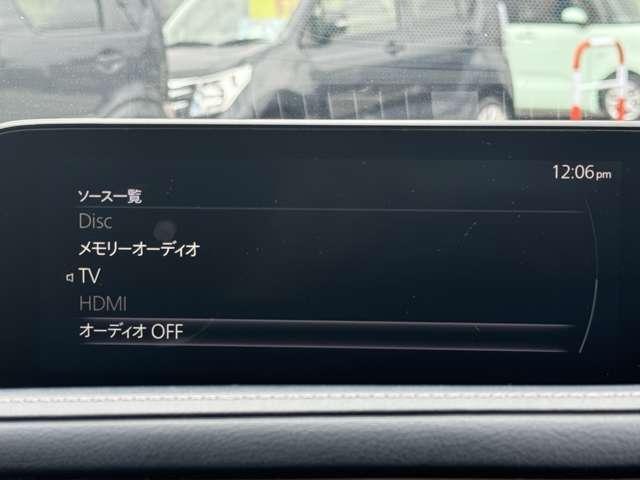 12:06pm
ソース一覧
Disc
メモリーオーディオ
TV
HDMI
オーディオ OFF